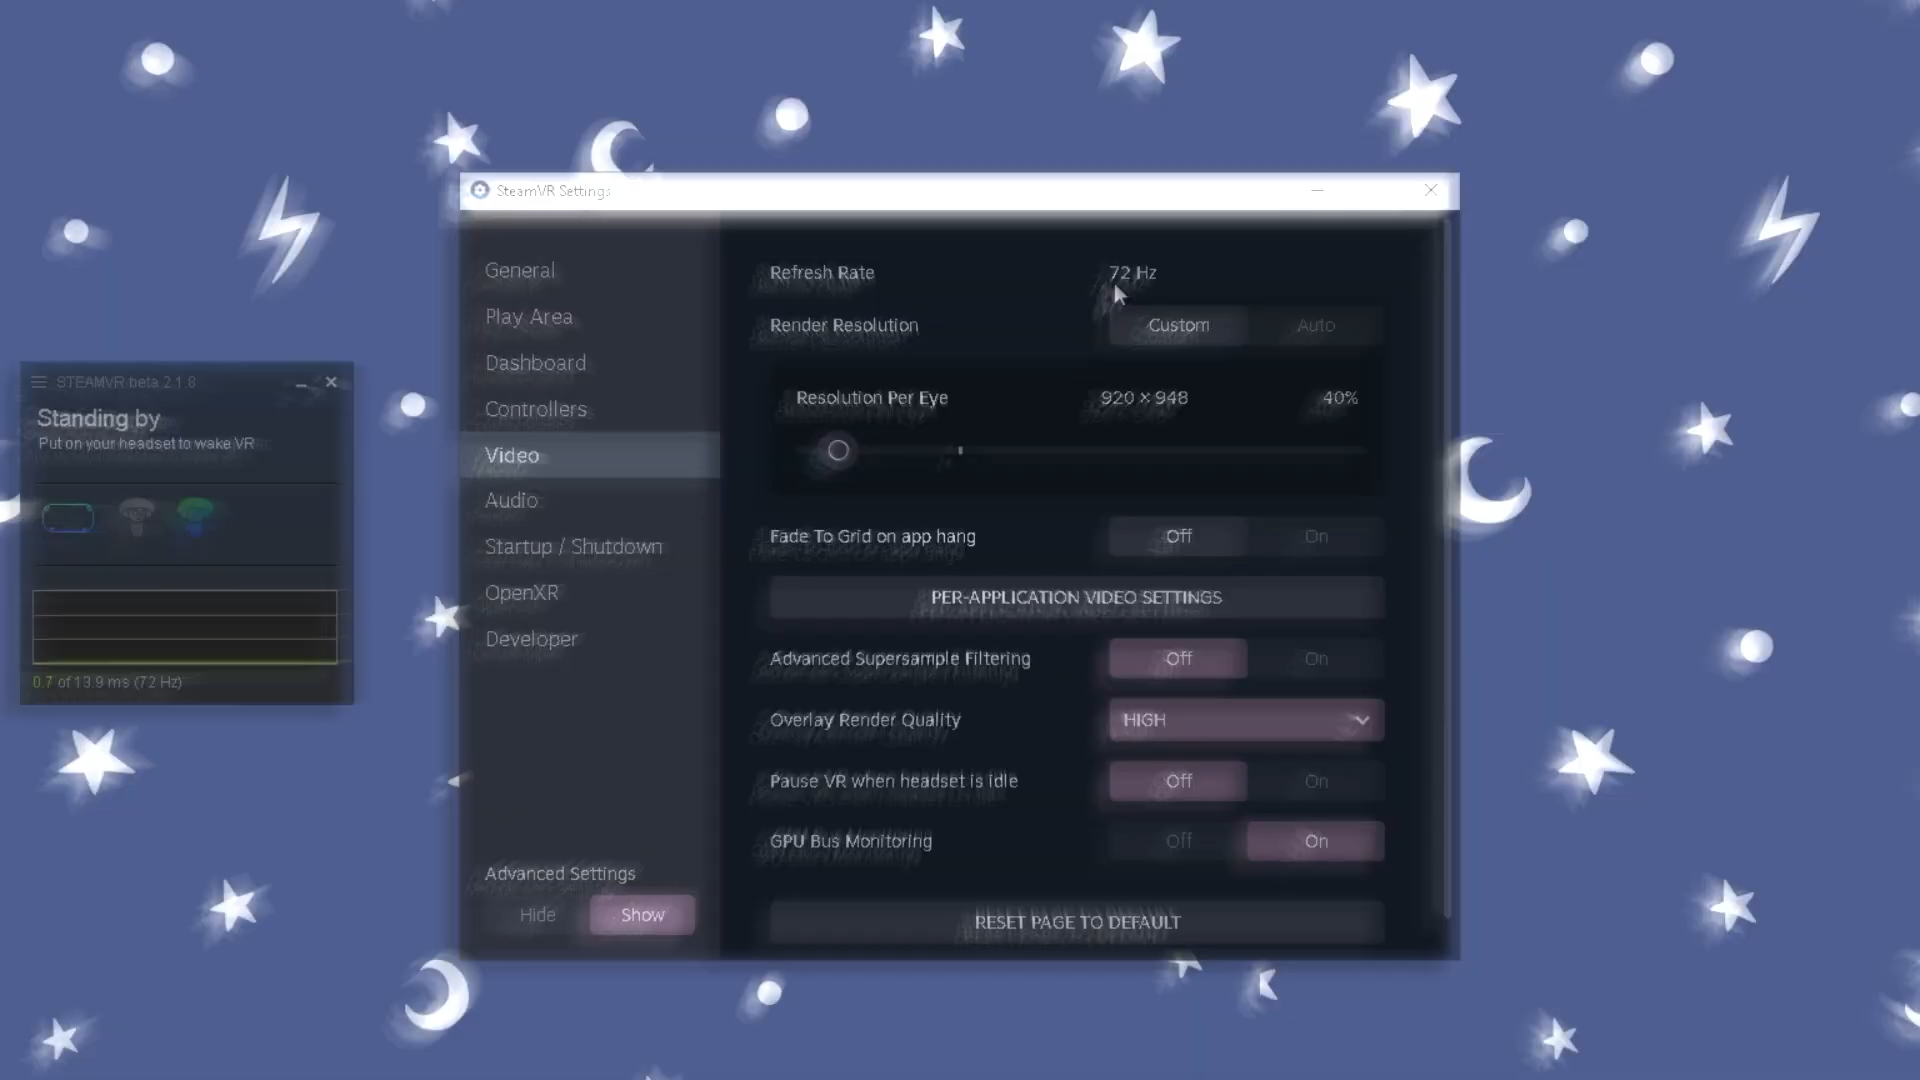 SteamVR Settings
General
Play Area
Dashboard
Controllers
Video
Audio
Startup / Shutdown
OpenXR
Developer
Advanced Settings
Hide Show
Refresh Rate 72 Hz
Render Resolution Custom Auto
Resolution Per Eye 920 × 948 40%
Fade To Grid on app hang Off On
PER-APPLICATION VIDEO SETTINGS
Advanced Supersample Filtering Off On
Overlay Render Quality HIGH
Pause VR when headset is idle Off On
GPU Bus Monitoring Off On
RESET PAGE TO DEFAULT
STEAMVR beta 2.1.8
Standing by
Put on your headset to wake VR
0.7 of 13.9 ms (72 Hz)